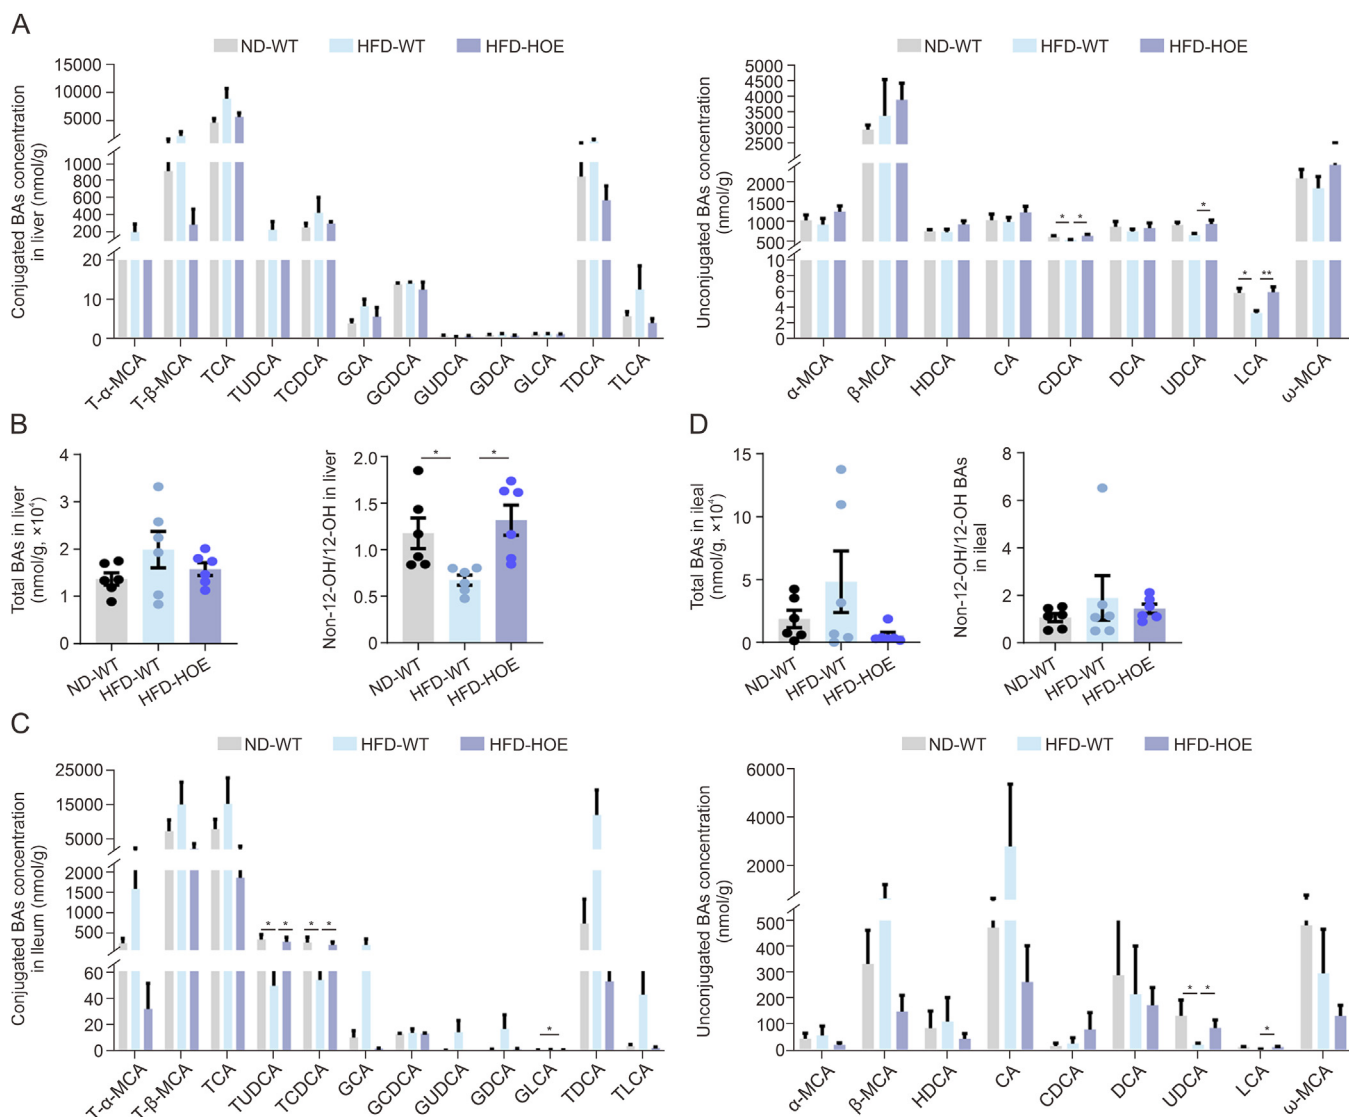 A
ND-WT HFD-WT HFD-HOE
Conjugated BAs concentration
in liver (nmol/g)
15000
10000
5000
1000
800
600
400
200
20
10
0
T-α-MCA T-β-MCA TCA TUDCA TCDCA GCA GCDCA GUDCA GDCA GLCA TDCA TLCA
ND-WT HFD-WT HFD-HOE
Unconjugated BAs concentration
(nmol/g)
5000
4500
4000
3500
3000
2500
2000
1500
1000
500
10
8
6
4
2
0
* * * * **
α-MCA β-MCA HDCA CA CDCA DCA UDCA LCA ω-MCA
B
Total BAs in liver
(nmol/g, ×10⁴)
4
3
2
1
0
ND-WT HFD-WT HFD-HOE
Non-12-OH/12-OH in liver
2.0
1.5
1.0
0.5
0
* *
ND-WT HFD-WT HFD-HOE
D
Total BAs in ileal
(nmol/g, ×10⁴)
15
10
5
0
ND-WT HFD-WT HFD-HOE
Non-12-OH/12-OH BAs
in ileal
8
6
4
2
0
ND-WT HFD-WT HFD-HOE
C
ND-WT HFD-WT HFD-HOE
Conjugated BAs concentration
in Ileum (nmol/g)
25000
15000
5000
2000
1500
1000
500
60
40
20
0
* * * * *
T-α-MCA T-β-MCA TCA TUDCA TCDCA GCA GCDCA GUDCA GDCA GLCA TDCA TLCA
ND-WT HFD-WT HFD-HOE
Unconjugated BAs concentration
(nmol/g)
6000
4000
2000
500
400
300
200
100
0
* * *
α-MCA β-MCA HDCA CA CDCA DCA UDCA LCA ω-MCA